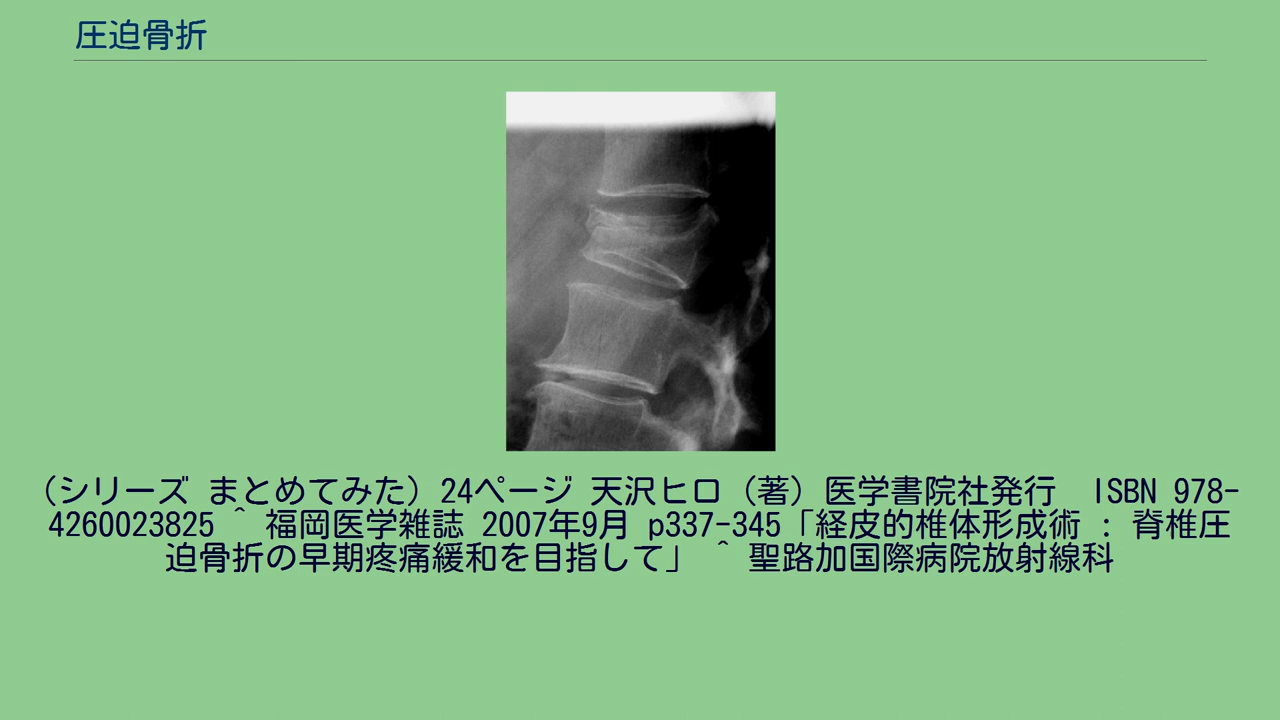 圧迫骨折
(シリーズ まとめてみた) 24ページ 天沢ヒロ (著) 医学書院社発行　ISBN 978-
4260023825 ^ 福岡医学雑誌 2007年9月 p337-345「経皮的椎体形成術 : 脊椎圧
迫骨折の早期疼痛緩和を目指して」 ^ 聖路加国際病院放射線科